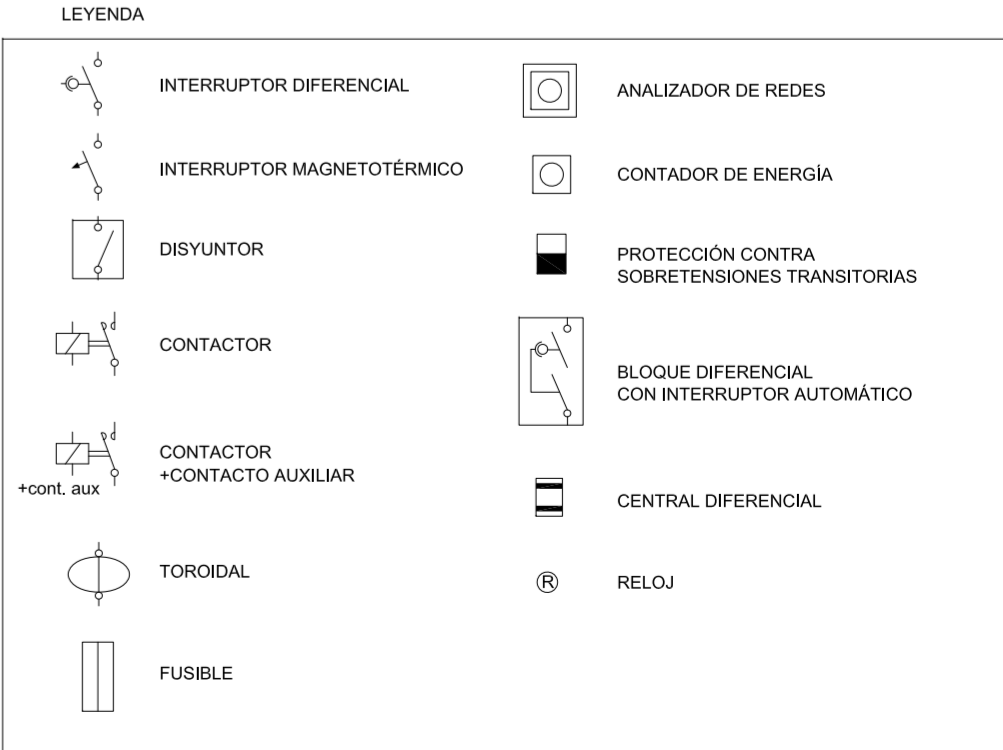 LEYENDA
INTERRUPTOR DIFERENCIAL
INTERRUPTOR MAGNETOTÉRMICO
DISYUNTOR
CONTACTOR
CONTACTOR
+CONTACTO AUXILIAR
+cont. aux
TOROIDAL
FUSIBLE
ANALIZADOR DE REDES
CONTADOR DE ENERGÍA
PROTECCIÓN CONTRA
SOBRETENSIONES TRANSITORIAS
BLOQUE DIFERENCIAL
CON INTERRUPTOR AUTOMÁTICO
CENTRAL DIFERENCIAL
R RELOJ